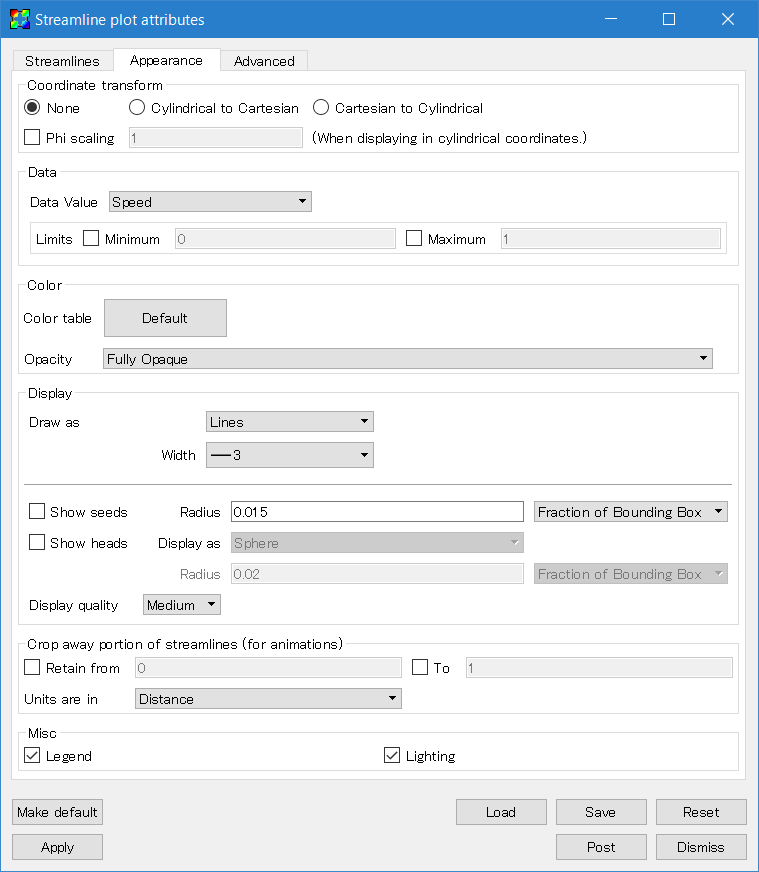 Streamline plot attributes
Streamlines Appearance Advanced
Coordinate transform
None Cylindrical to Cartesian Cartesian to Cylindrical
Phi scaling 1 (When displaying in cylindrical coordinates.)
Data
Data Value Speed
Limits Minimum 0 Maximum 1
Color
Color table Default
Opacity Fully Opaque
Display
Draw as Lines
Width 3
Show seeds Radius 0.015 Fraction of Bounding Box
Show heads Display as Sphere
Radius 0.02 Fraction of Bounding Box
Display quality Medium
Crop away portion of streamlines (for animations)
Retain from 0 To 1
Units are in Distance
Misc
Legend Lighting
Make default Load Save Reset
Apply Post Dismiss